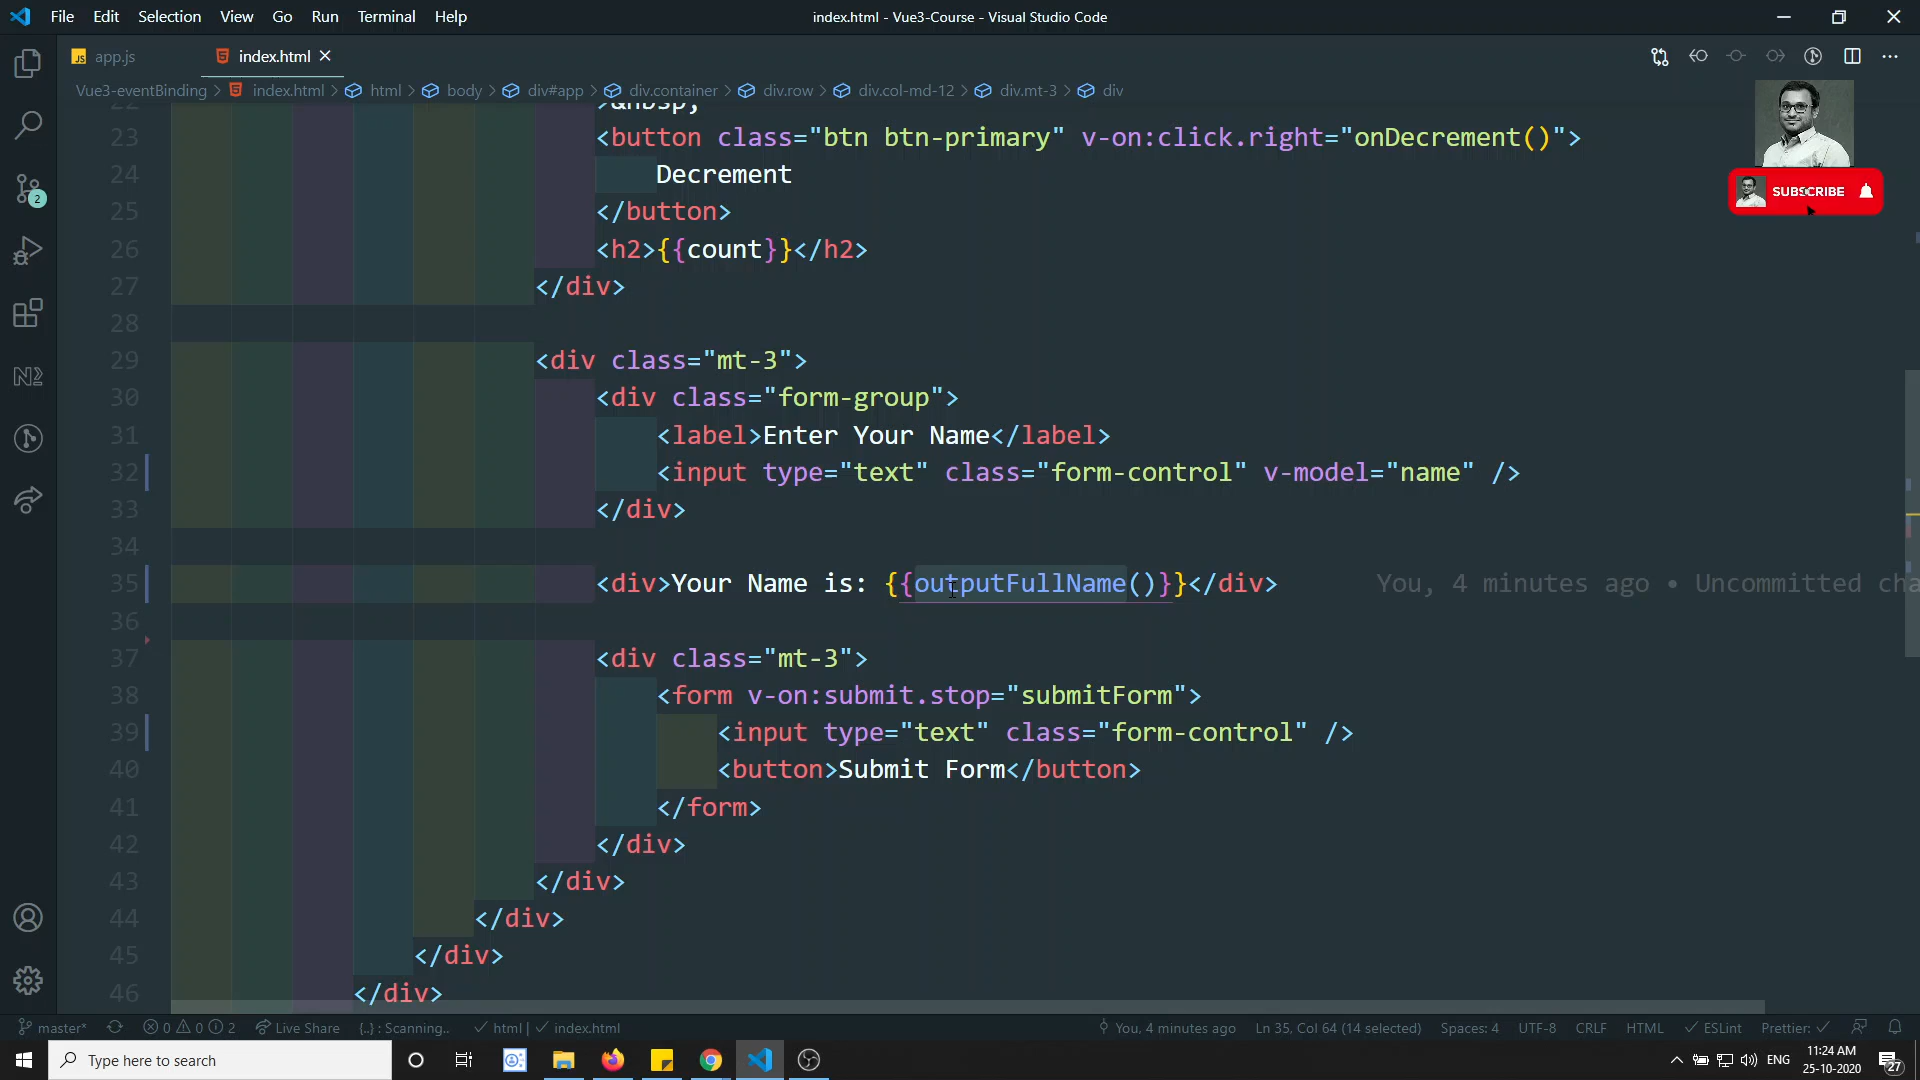 File Edit Selection View Go Run Terminal Help
index.html - Vue3-Course - Visual Studio Code
JS app.js
index.html
Vue3-eventBinding > index.html > html > body > div#app > div.container > div.row > div.col-md-12 > div.mt-3 > div
22 >&nbsp;
23 <button class="btn btn-primary" v-on:click.right="onDecrement()">
24 Decrement
25 </button>
26 <h2>{{count}}</h2>
27 </div>
28
29 <div class="mt-3">
30 <div class="form-group">
31 <label>Enter Your Name</label>
32 <input type="text" class="form-control" v-model="name" />
33 </div>
34
35 <div>Your Name is: {{outputFullName()}}</div> You, 4 minutes ago • Uncommitted cha
36
37 <div class="mt-3">
38 <form v-on:submit.stop="submitForm">
39 <input type="text" class="form-control" />
40 <button>Submit Form</button>
41 </form>
42 </div>
43 </div>
44 </div>
45 </div>
46 </div>
SUBSCRIBE
2
master* 0 0 2 Live Share {..} : Scanning.. html | index.html You, 4 minutes ago Ln 35, Col 64 (14 selected) Spaces: 4 UTF-8 CRLF HTML ESLint Prettier:
Type here to search
ENG
11:24 AM
25-10-2020
27